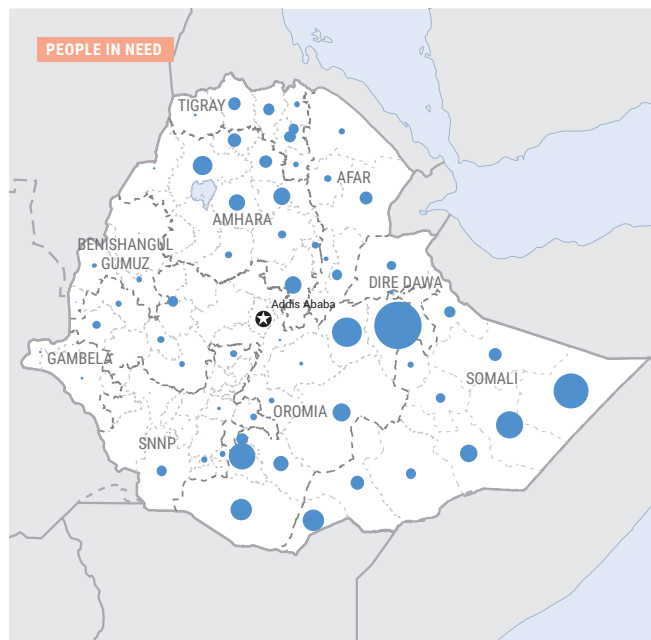 PEOPLE IN NEED
TIGRAY
AFAR
AMHARA
BENISHANGUL
GUMUZ
DIRE DAWA
Addis Ababa
GAMBELA
SOMALI
OROMIA
SNNP